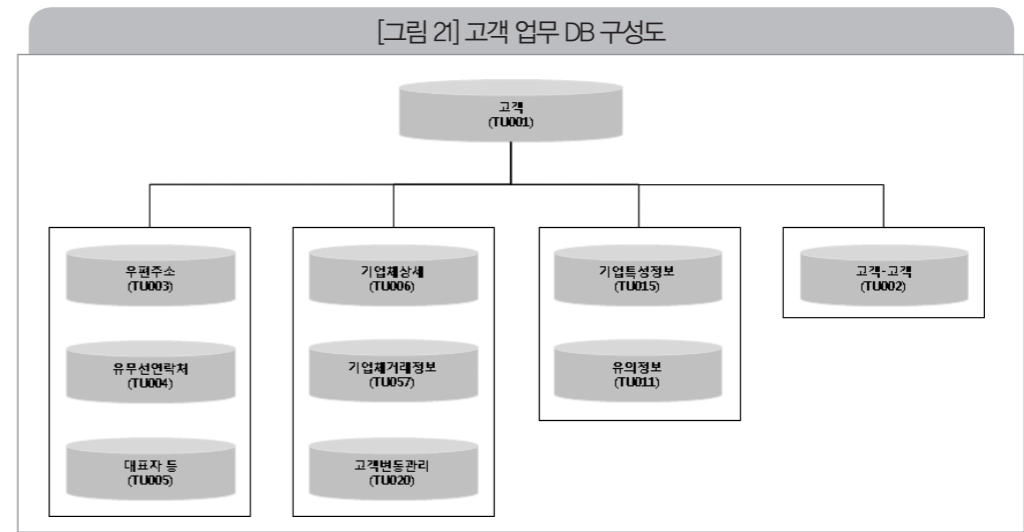 [그림 21] 고객 업무 DB 구성도
고객
(TU001)
우편주소
(TU003)
유무선연락처
(TU004)
대표자 등
(TU005)
기업체상세
(TU006)
기업체거래정보
(TU057)
고객변동관리
(TU020)
기업특성정보
(TU015)
유의정보
(TU011)
고객-고객
(TU002)